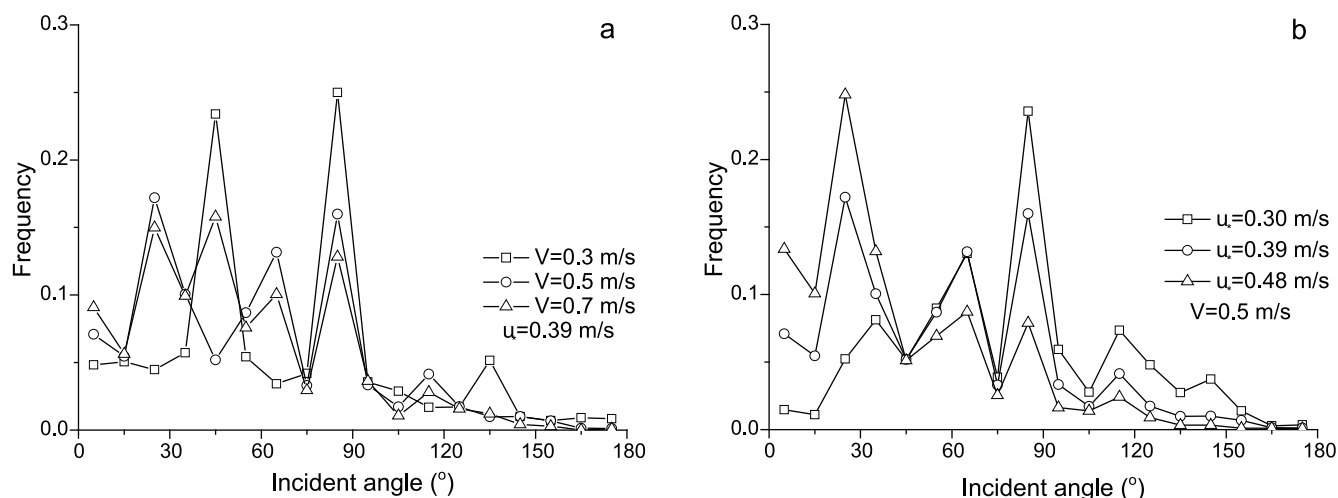 a
0.3
0.2
0.1
0.0
Frequency
V=0.3 m/s
V=0.5 m/s
V=0.7 m/s
u*=0.39 m/s
0 30 60 90 120 150 180
Incident angle (°)
b
0.3
0.2
0.1
0.0
Frequency
u*=0.30 m/s
u*=0.39 m/s
u*=0.48 m/s
V=0.5 m/s
0 30 60 90 120 150 180
Incident angle (°)